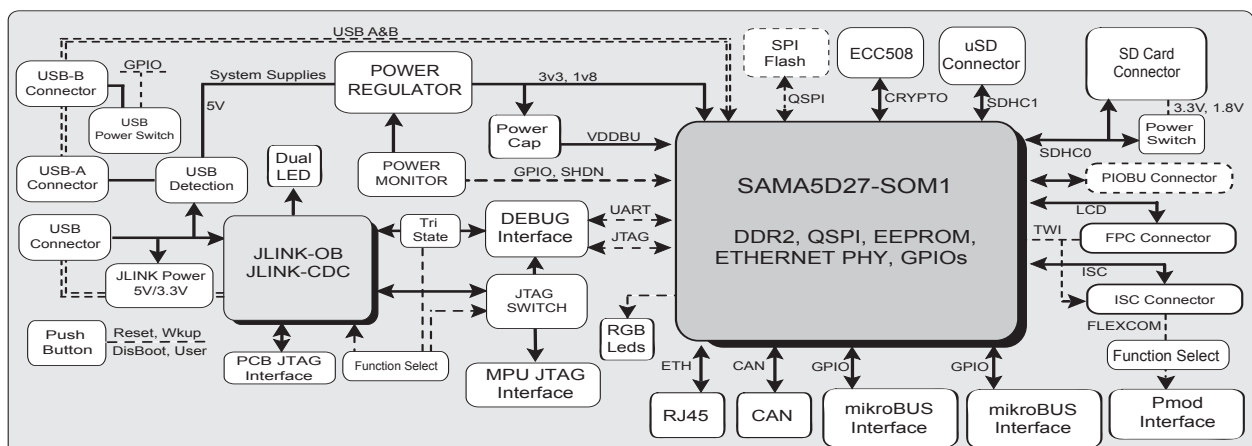 USB A&B
USB-B
Connector
GPIO
USB
Power Switch
System Supplies
5V
POWER
REGULATOR
3v3, 1v8
Power
Cap
VDDBU
SPI
Flash
QSPI
ECC508
CRYPTO
uSD
Connector
SDHC1
SD Card
Connector
3.3V, 1.8V
Power
Switch
SDHC0
USB-A
Connector
USB
Detection
Dual
LED
POWER
MONITOR
GPIO, SHDN
SAMA5D27-SOM1
DDR2, QSPI, EEPROM,
ETHERNET PHY, GPIOs
PIOBU Connector
LCD
TWI
FPC Connector
ISC
ISC Connector
FLEXCOM
Function Select
Pmod
Interface
USB
Connector
JLINK Power
5V/3.3V
JLINK-OB
JLINK-CDC
Tri
State
DEBUG
Interface
UART
JTAG
JTAG
SWITCH
RGB
Leds
Push
Button
Reset, Wkup
DisBoot, User
PCB JTAG
Interface
Function Select
MPU JTAG
Interface
ETH
RJ45
CAN
CAN
GPIO
mikroBUS
Interface
GPIO
mikroBUS
Interface